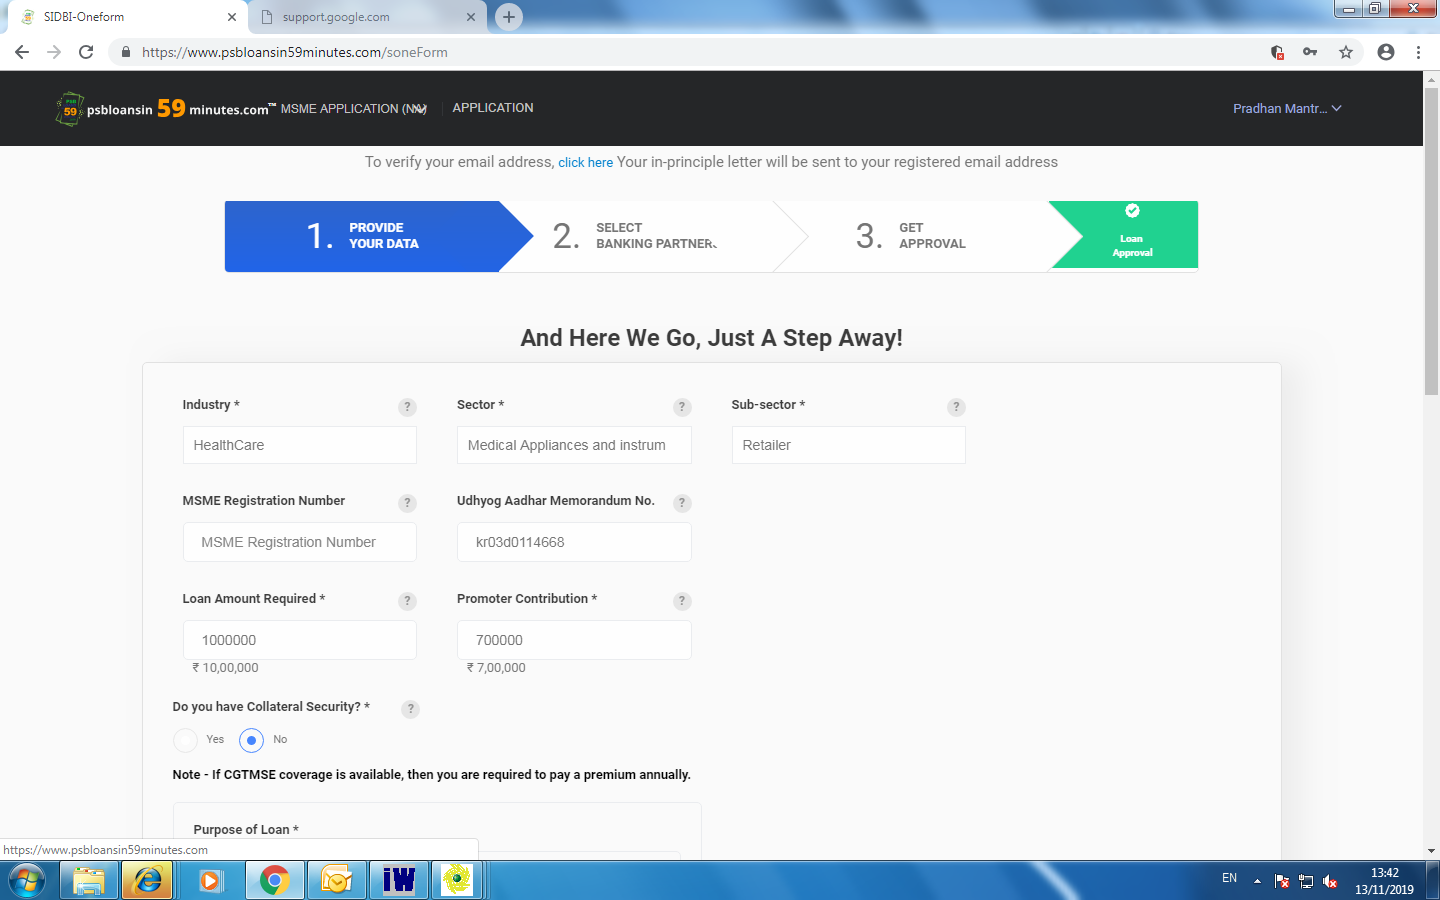 SIDBI-Oneform
support.google.com
https://www.psbloansin59minutes.com/soneForm
psbloansin 59 minutes.com™ MSME APPLICATION
APPLICATION
Pradhan Mantr...
To verify your email address, click here Your in-principle letter will be sent to your registered email address
1. PROVIDE YOUR DATA
2. SELECT BANKING PARTNER
3. GET APPROVAL
Loan
Approval
And Here We Go, Just A Step Away!
Industry * ?
Sector * ?
Sub-sector * ?
HealthCare
Medical Appliances and instrum
Retailer
MSME Registration Number ?
Udhyog Aadhar Memorandum No. ?
MSME Registration Number
kr03d0114668
Loan Amount Required * ?
Promoter Contribution * ?
1000000
700000
₹ 10,00,000
₹ 7,00,000
Do you have Collateral Security? * ?
Yes
No
Note - If CGTMSE coverage is available, then you are required to pay a premium annually.
Purpose of Loan *
https://www.psbloansin59minutes.com
iW
EN
13:42
13/11/2019